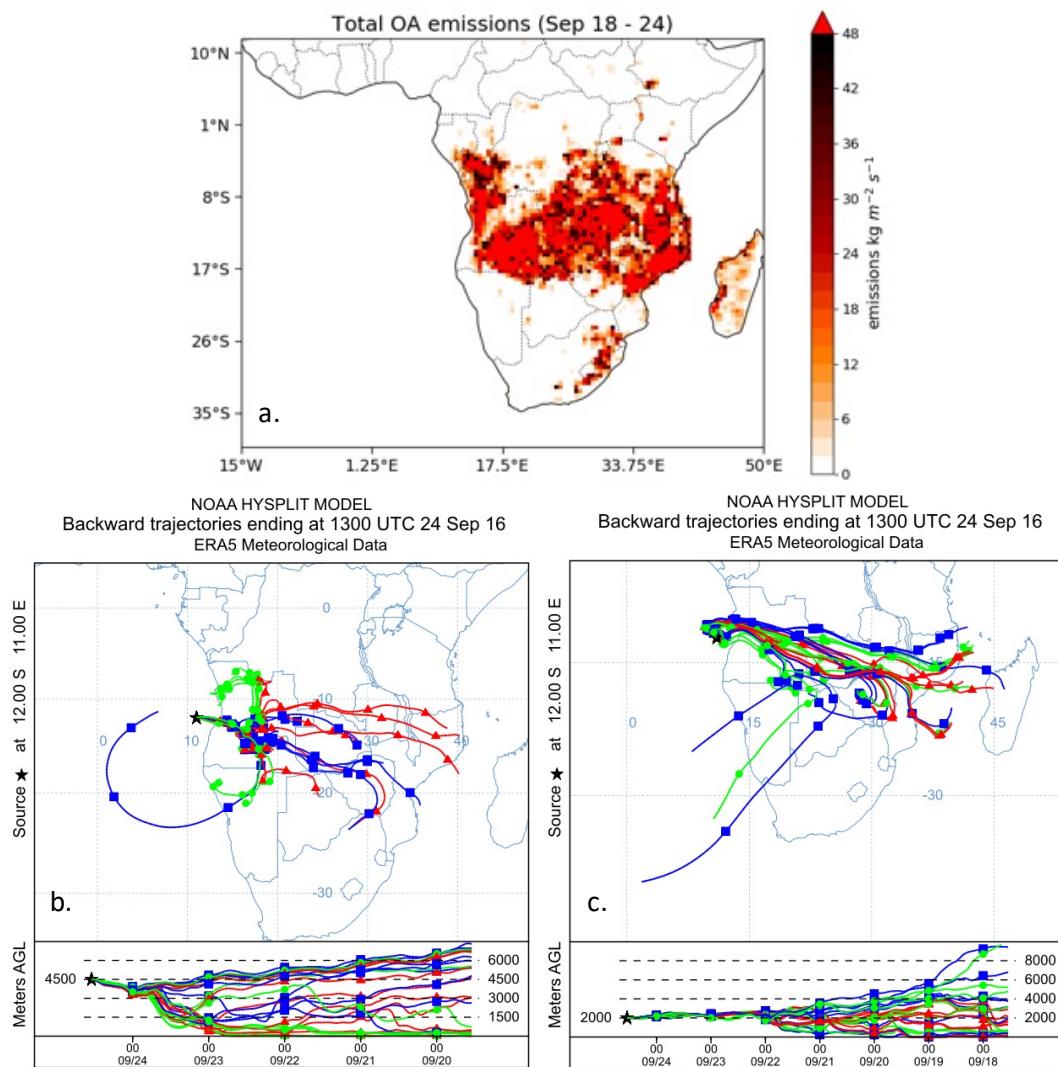 Total OA emissions (Sep 18 - 24)
10°N
1°N
8°S
17°S
26°S
35°S
15°W
1.25°E
17.5°E
33.75°E
50°E
a.
48
42
36
30
24
18
12
6
0
emissions kg m⁻² s⁻¹
NOAA HYSPLIT MODEL
Backward trajectories ending at 1300 UTC 24 Sep 16
ERA5 Meteorological Data
Source ★ at 12.00 S 11.00 E
0
-10
-20
-30
0
10
30
40
b.
Meters AGL
4500
6000
4500
3000
1500
00 00 00 00 00
09/24 09/23 09/22 09/21 09/20
NOAA HYSPLIT MODEL
Backward trajectories ending at 1300 UTC 24 Sep 16
ERA5 Meteorological Data
Source ★ at 12.00 S 11.00 E
-15
-30
0
15
30
45
c.
Meters AGL
2000
8000
6000
4000
2000
00 00 00 00 00 00 00
09/24 09/23 09/22 09/21 09/20 09/19 09/18